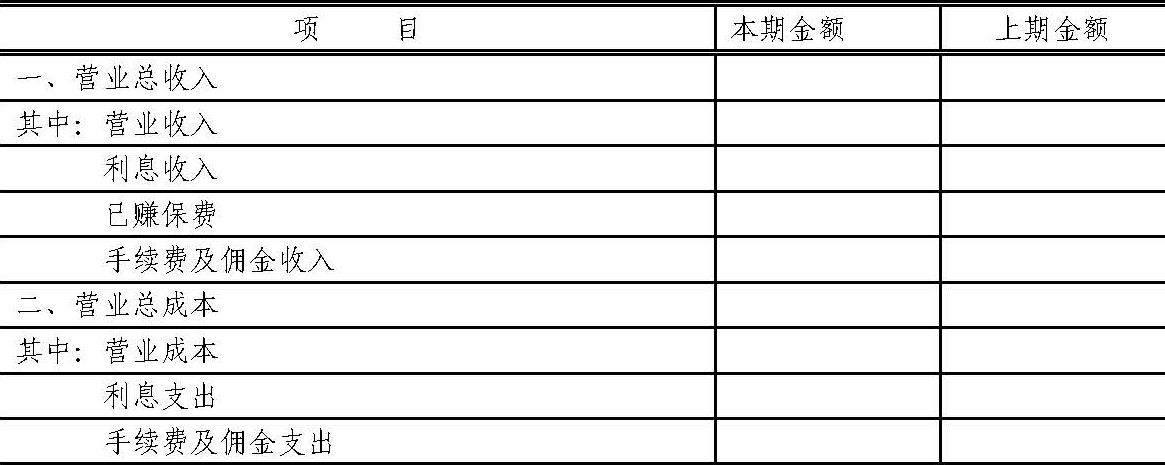 项 目 本期金额 上期金额
一、营业总收入
其中：营业收入
利息收入
已赚保费
手续费及佣金收入
二、营业总成本
其中：营业成本
利息支出
手续费及佣金支出